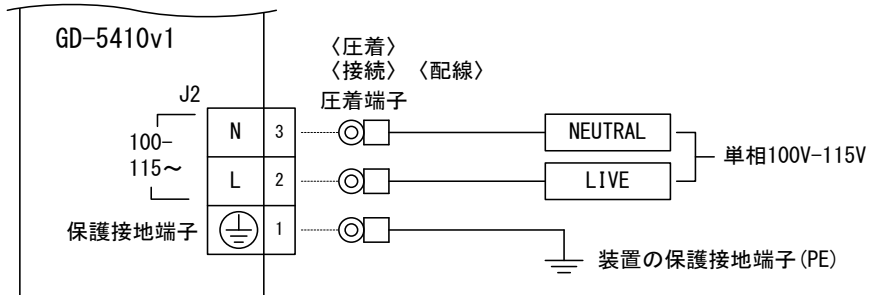 GD-5410v1
〈圧着〉
〈接続〉〈配線〉
圧着端子
J2
100-
115～
N
3
NEUTRAL
L
2
LIVE
単相100V-115V
保護接地端子
1
装置の保護接地端子(PE)